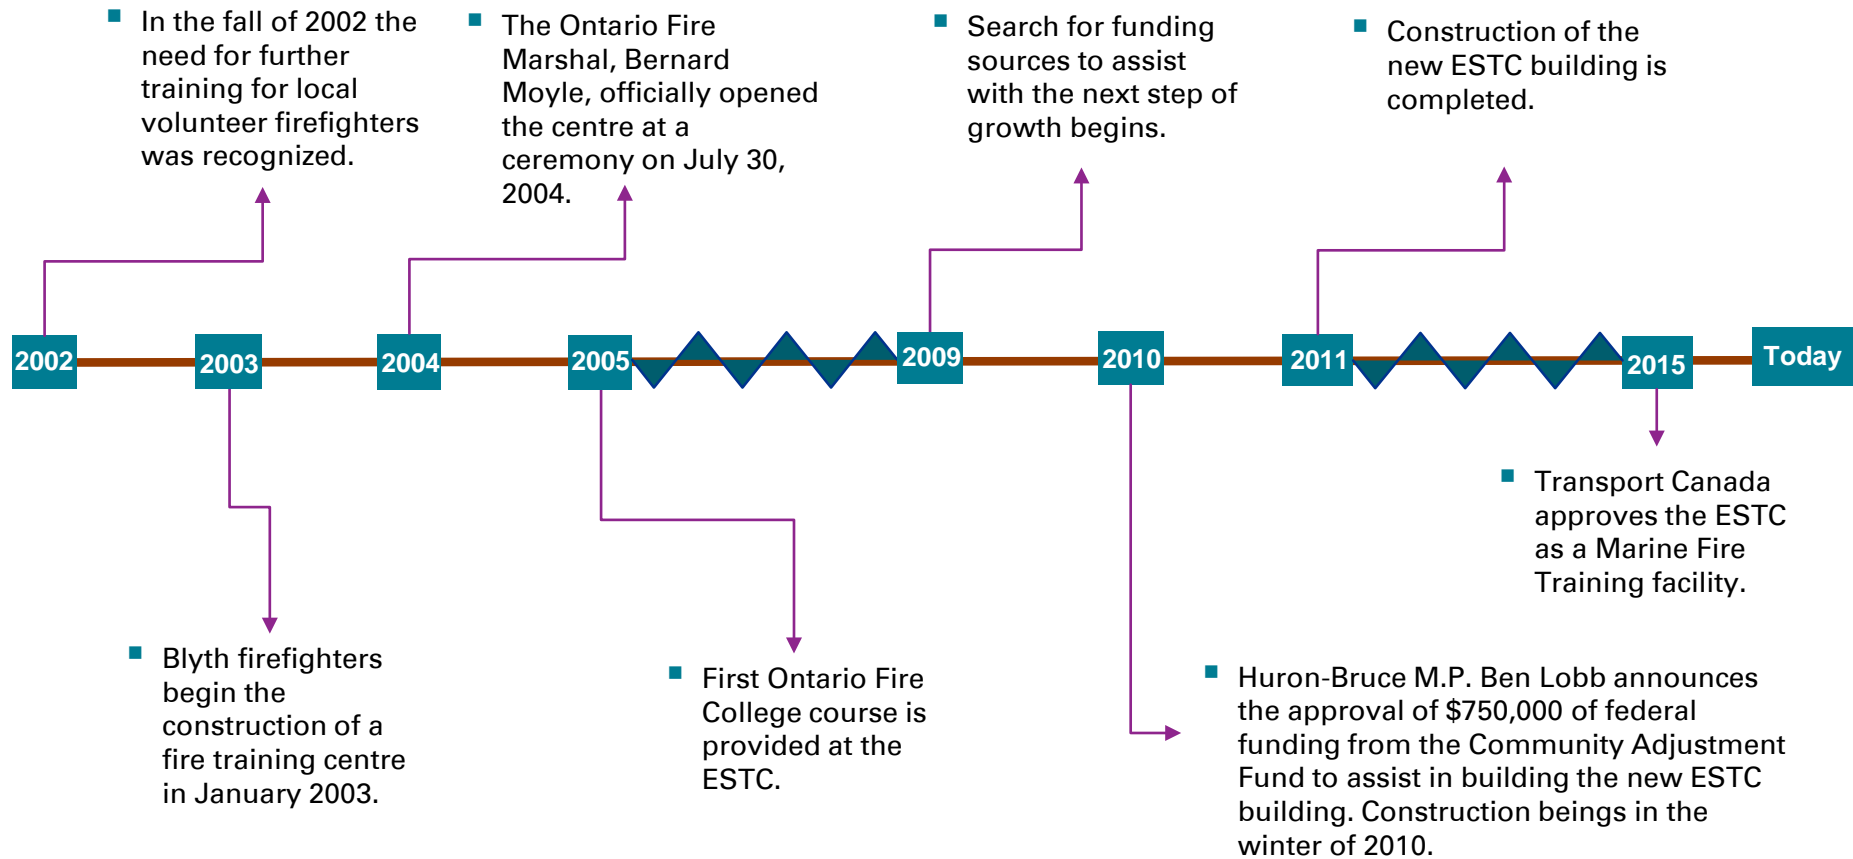 In the fall of 2002 the
need for further
training for local
volunteer firefighters
was recognized.
The Ontario Fire
Marshal, Bernard
Moyle, officially opened
the centre at a
ceremony on July 30,
2004.
Search for funding
sources to assist
with the next step of
growth begins.
Construction of the
new ESTC building is
completed.
2002
2003
2004
2005
2009
2010
2011
2015
Today
Blyth firefighters
begin the
construction of a
fire training centre
in January 2003.
First Ontario Fire
College course is
provided at the
ESTC.
Huron-Bruce M.P. Ben Lobb announces
the approval of $750,000 of federal
funding from the Community Adjustment
Fund to assist in building the new ESTC
building. Construction beings in the
winter of 2010.
Transport Canada
approves the ESTC
as a Marine Fire
Training facility.